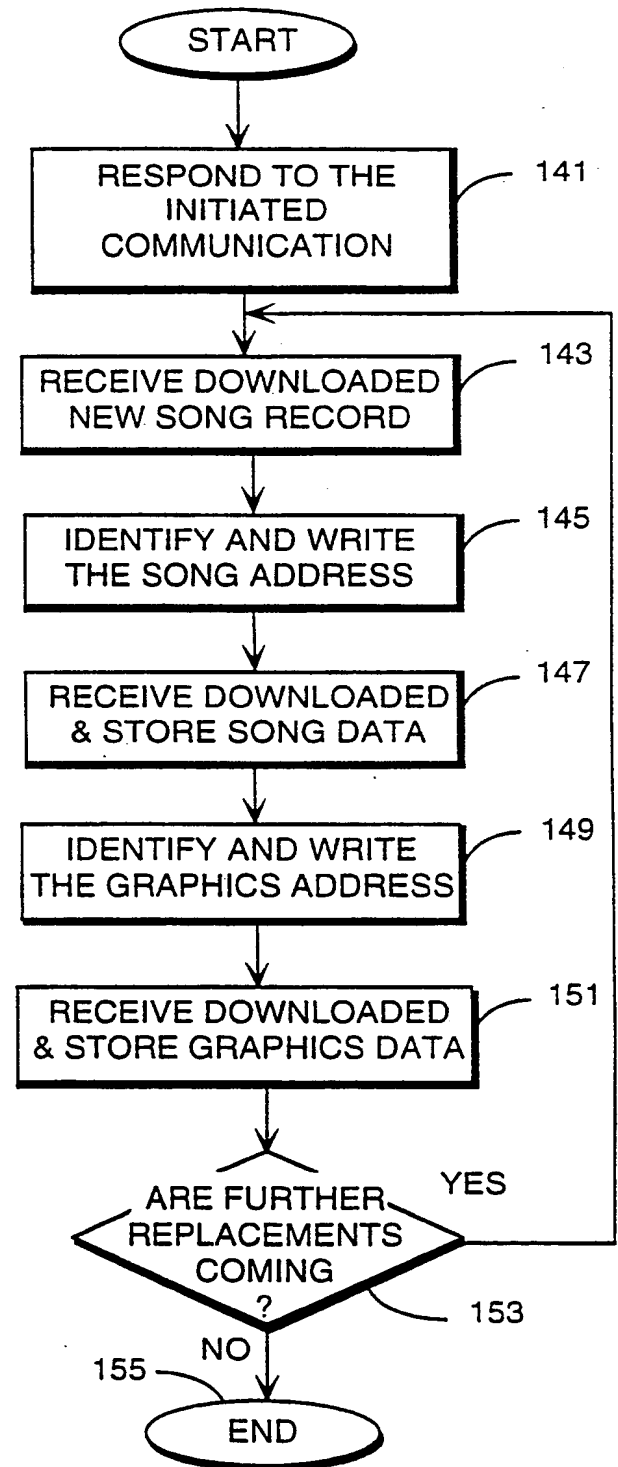 START
RESPOND TO THE
INITIATED
COMMUNICATION
141
RECEIVE DOWNLOADED
NEW SONG RECORD
143
IDENTIFY AND WRITE
THE SONG ADDRESS
145
RECEIVE DOWNLOADED
& STORE SONG DATA
147
IDENTIFY AND WRITE
THE GRAPHICS ADDRESS
149
RECEIVE DOWNLOADED
& STORE GRAPHICS DATA
151
ARE FURTHER
REPLACEMENTS
COMING
?
YES
153
NO
155
END